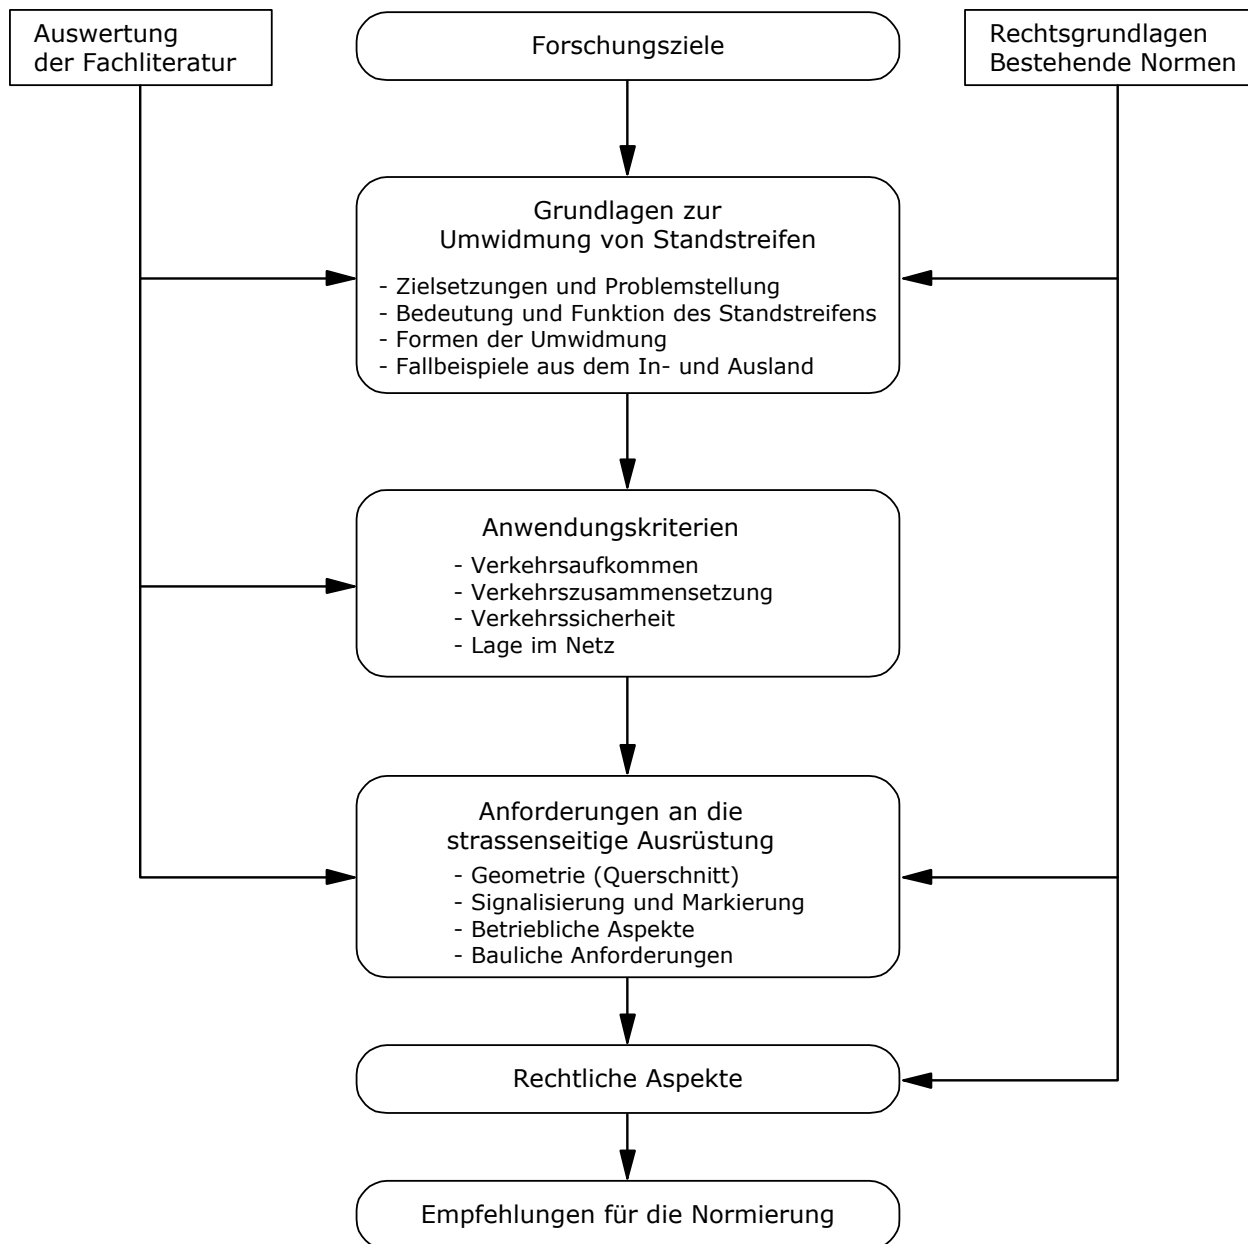 Auswertung
der Fachliteratur
Forschungsziele
Rechtsgrundlagen
Bestehende Normen
Grundlagen zur
Umwidmung von Standstreifen
- Zielsetzungen und Problemstellung
- Bedeutung und Funktion des Standstreifens
- Formen der Umwidmung
- Fallbeispiele aus dem In- und Ausland
Anwendungskriterien
- Verkehrsaufkommen
- Verkehrszusammensetzung
- Verkehrssicherheit
- Lage im Netz
Anforderungen an die
strassenseitige Ausrüstung
- Geometrie (Querschnitt)
- Signalisierung und Markierung
- Betriebliche Aspekte
- Bauliche Anforderungen
Rechtliche Aspekte
Empfehlungen für die Normierung